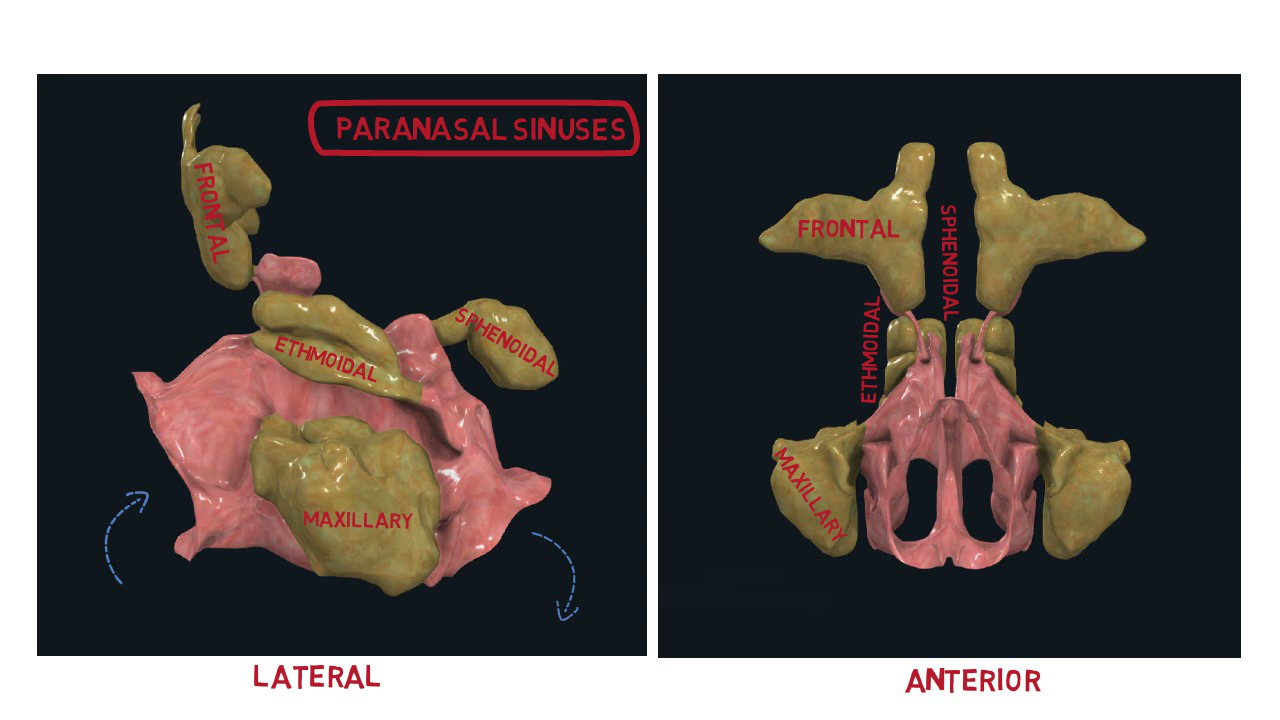 PARANASAL SINUSES
FRONTAL
ETHMOIDAL
SPHENOIDAL
MAXILLARY
LATERAL
FRONTAL
SPHENOIDAL
ETHMOIDAL
MAXILLARY
ANTERIOR